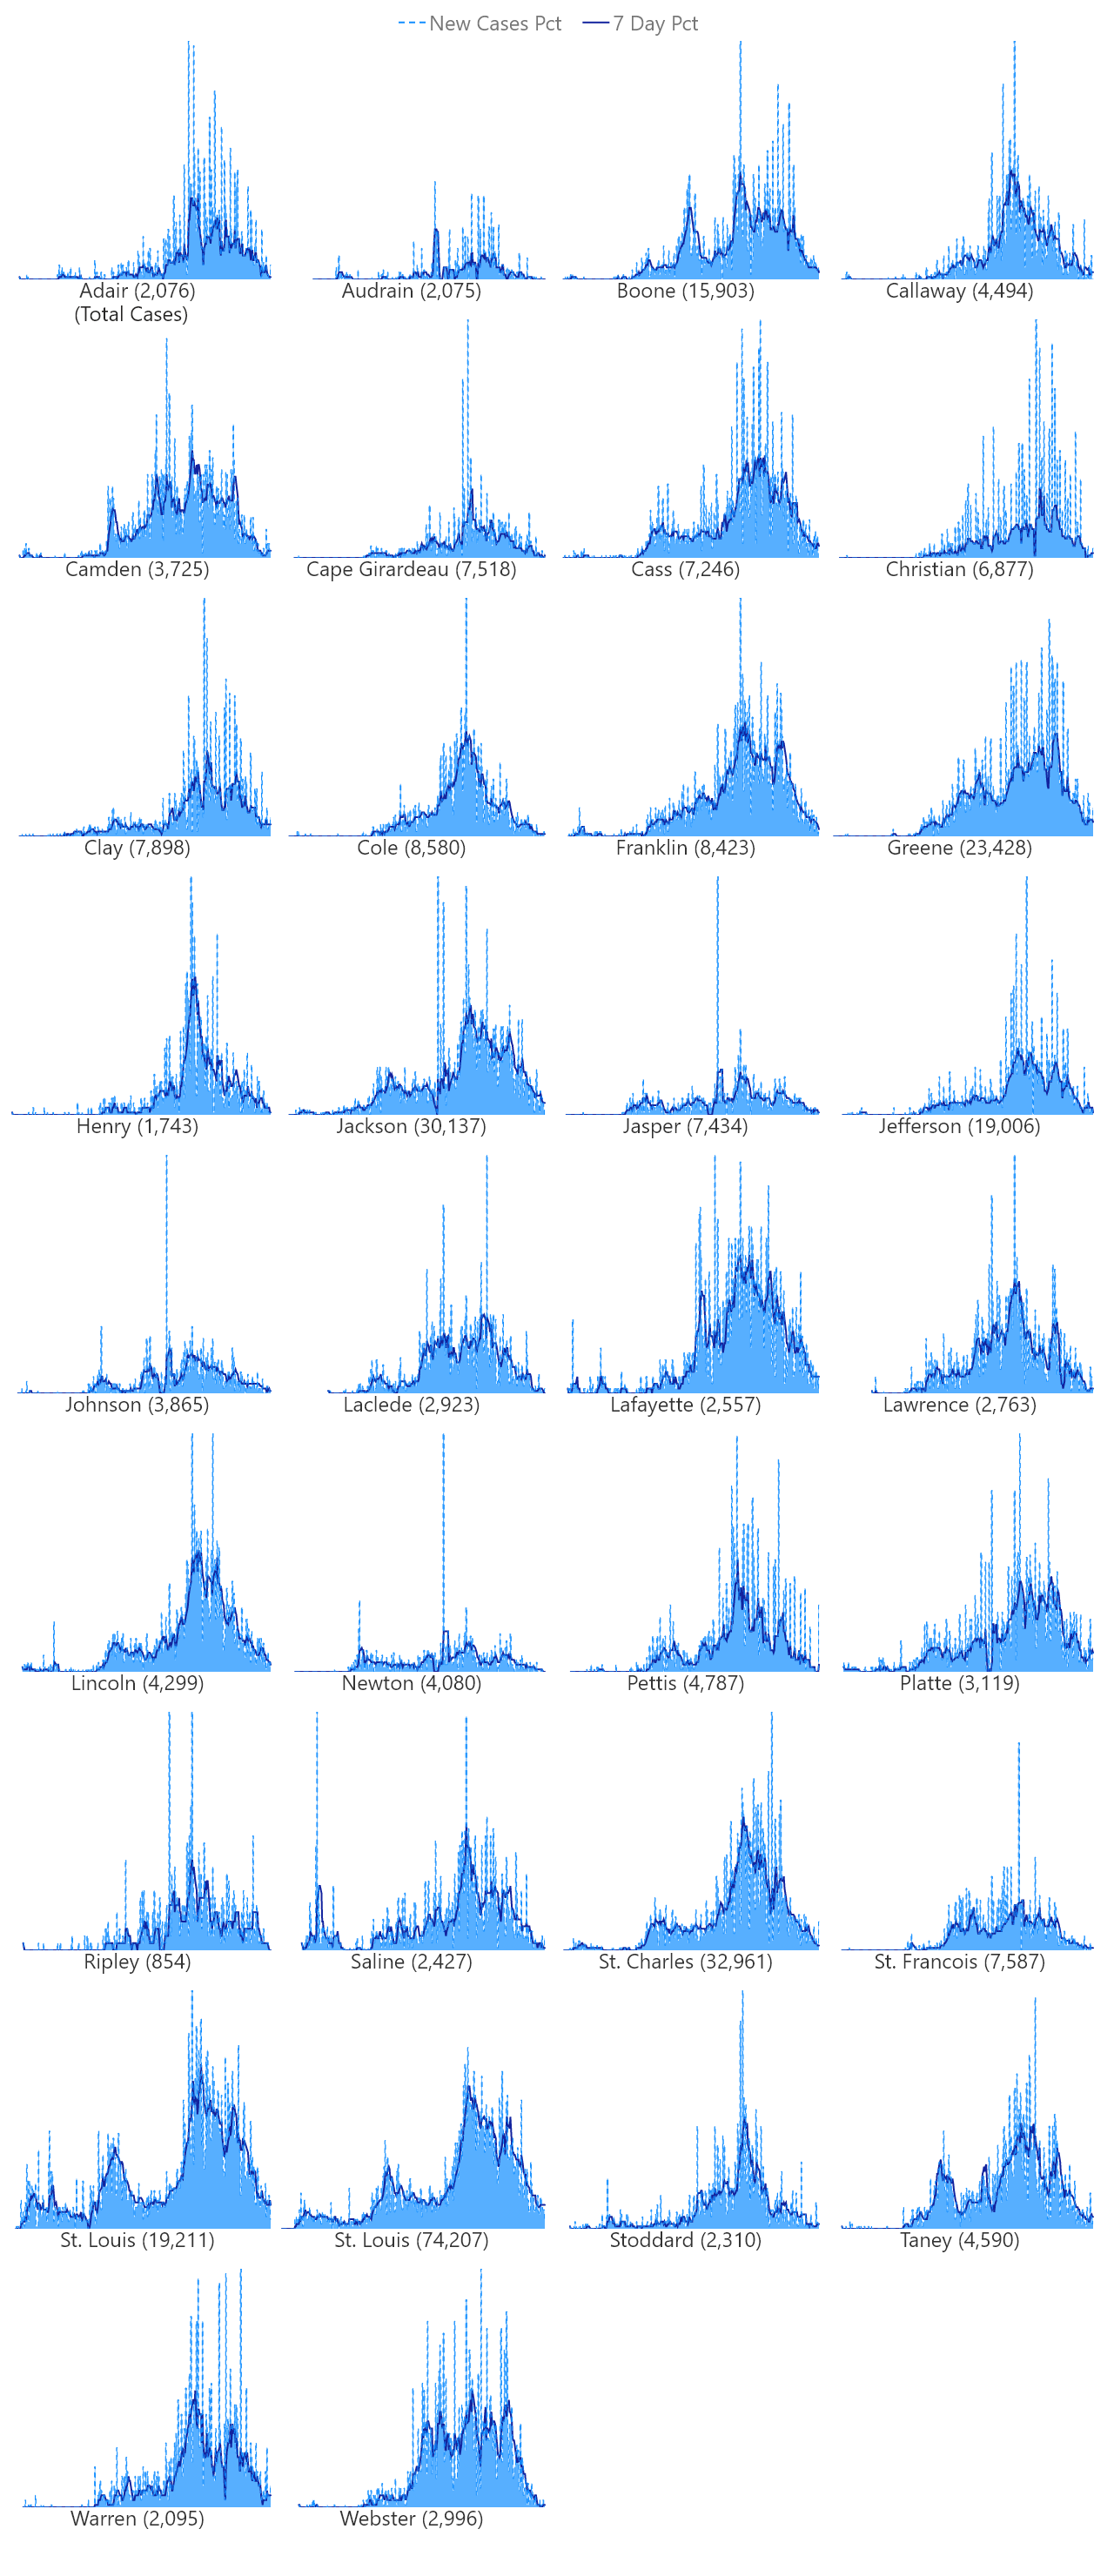 New Cases Pct 7 Day Pct
Adair (2,076) Audrain (2,075) Boone (15,903) Callaway (4,494)
(Total Cases)
Camden (3,725) Cape Girardeau (7,518) Cass (7,246) Christian (6,877)
Clay (7,898) Cole (8,580) Franklin (8,423) Greene (23,428)
Henry (1,743) Jackson (30,137) Jasper (7,434) Jefferson (19,006)
Johnson (3,865) Laclede (2,923) Lafayette (2,557) Lawrence (2,763)
Lincoln (4,299) Newton (4,080) Pettis (4,787) Platte (3,119)
Ripley (854) Saline (2,427) St. Charles (32,961) St. Francois (7,587)
St. Louis (19,211) St. Louis (74,207) Stoddard (2,310) Taney (4,590)
Warren (2,095) Webster (2,996)